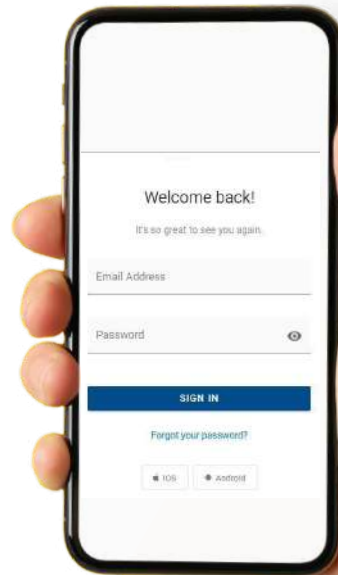 Welcome back!
It's so great to see you again.
Email Address
Password
SIGN IN
Forgot your password?
iOS
Android